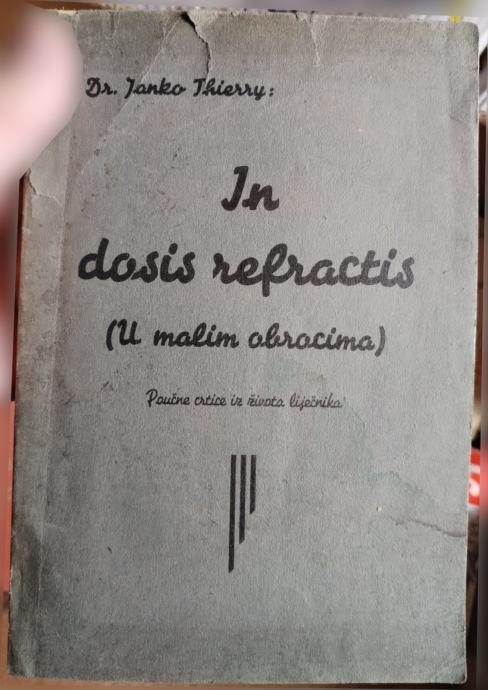 Dr. Janko Thierry:
In
dosis refractis
(U malim obrocima)
Poučne crtice iz života liječnika